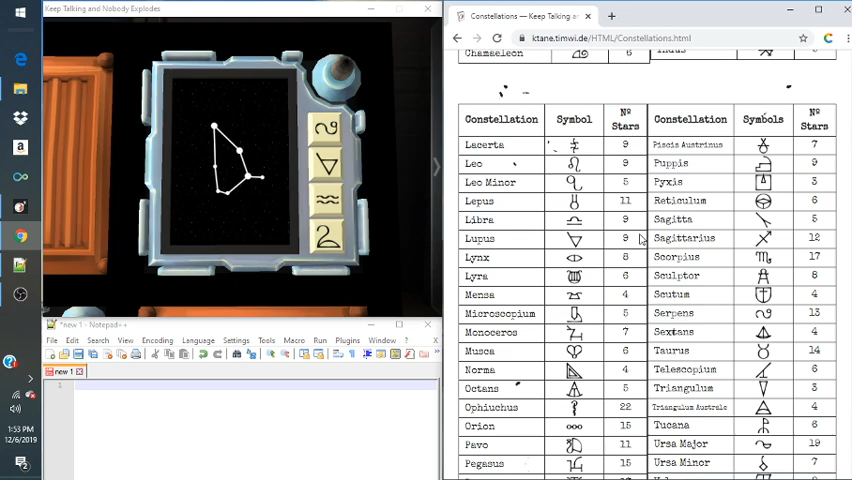 Keep Talking and Nobody Explodes
Constellations — Keep Talking an
ktane.timwi.de/HTML/Constellations.html
Chamaeleon 6 Indus
Constellation Symbol Nº Stars Constellation Symbols Nº Stars
Lacerta 9 Piscis Austrinus 7
Leo 9 Puppis 9
Leo Minor 5 Pyxis 3
Lepus 11 Reticulum 6
Libra 9 Sagitta 5
Lupus 9 Sagittarius 12
Lynx 8 Scorpius 17
Lyra 6 Sculptor 8
Mensa 4 Scutum 4
Microscopium 5 Serpens 13
Monoceros 7 Sextans 4
Musca 6 Taurus 14
Norma 4 Telescopium 6
Octans 5 Triangulum 3
Ophiuchus 22 Triangulum Australe 4
Orion 15 Tucana 6
Pavo 11 Ursa Major 19
Pegasus 15 Ursa Minor 7
*new 1 - Notepad++
File Edit Search View Encoding Language Settings Tools Macro Run Plugins
new 1
1
1:53 PM
12/6/2019
2